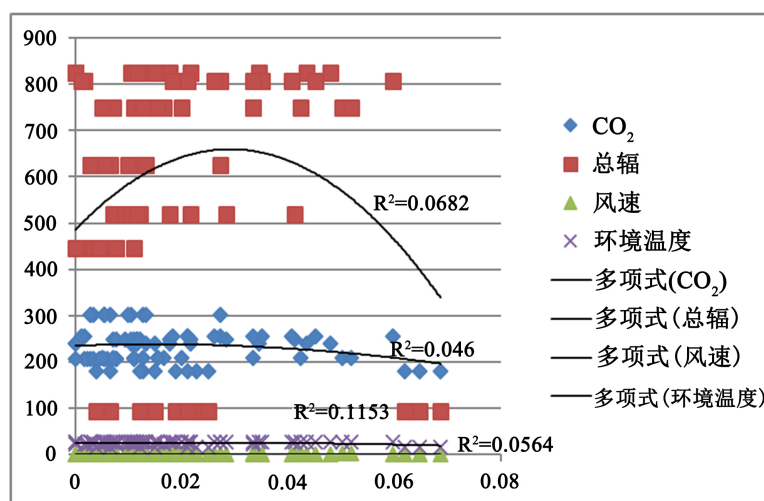 900
800
700
600
500
400
300
200
100
0
0
0.02
0.04
0.06
0.08
R²=0.0682
R²=0.046
R²=0.1153
R²=0.0564
CO₂
总辐
风速
环境温度
多项式(CO₂)
多项式(总辐)
多项式(风速)
多项式(环境温度)